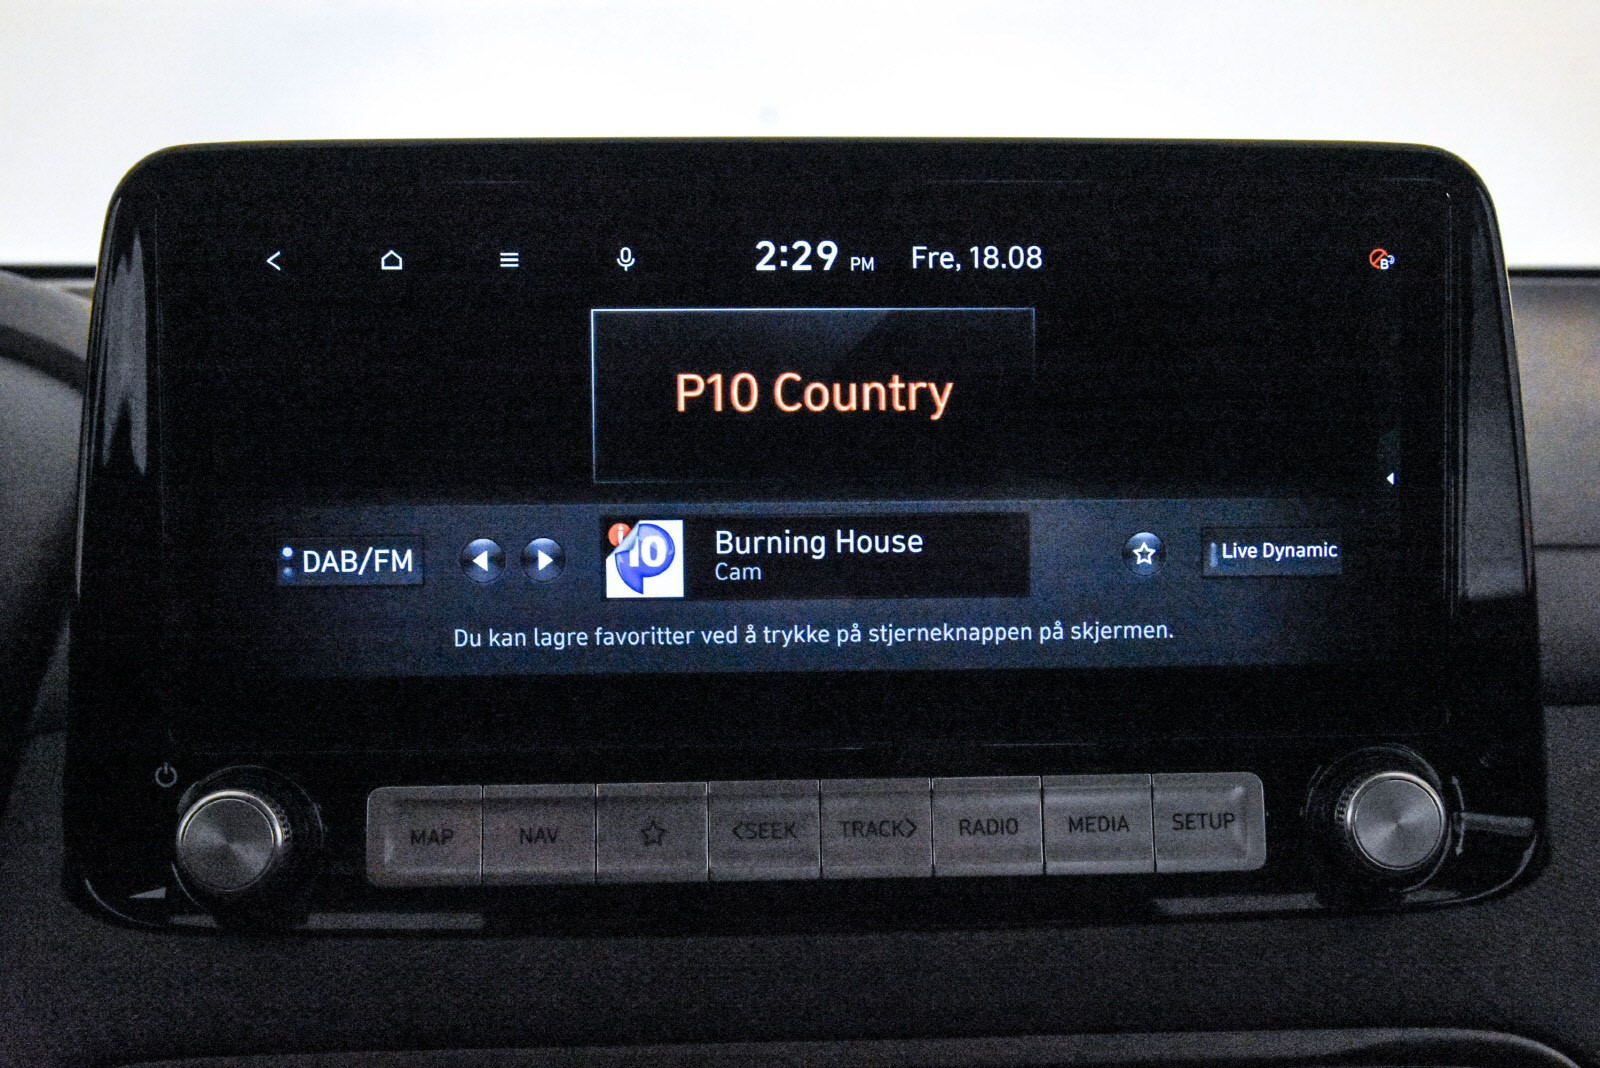 2:29 PM Fre, 18.08
P10 Country
DAB/FM
i 10
Burning House
Cam
Live Dynamic
Du kan lagre favoritter ved å trykke på stjerneknappen på skjermen.
MAP NAV <SEEK TRACK> RADIO MEDIA SETUP